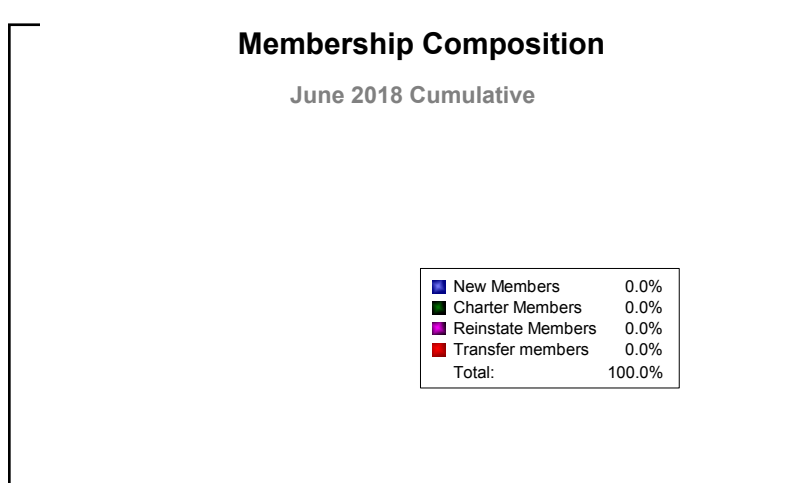 Membership Composition
June 2018 Cumulative
New Members 0.0%
Charter Members 0.0%
Reinstate Members 0.0%
Transfer members 0.0%
Total: 100.0%